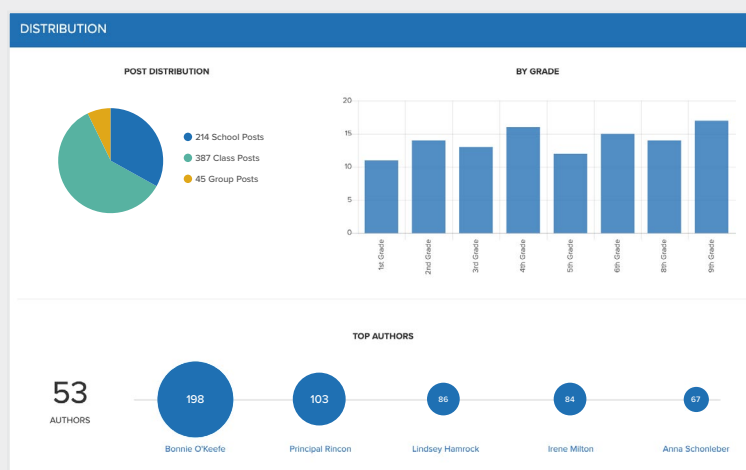 DISTRIBUTION
POST DISTRIBUTION
214 School Posts
387 Class Posts
45 Group Posts
BY GRADE
20
15
10
5
0
1st Grade
2nd Grade
3rd Grade
4th Grade
5th Grade
6th Grade
8th Grade
9th Grade
TOP AUTHORS
53
AUTHORS
198
103
86
84
67
Bonnie O'Keefe
Principal Rincon
Lindsey Hamrock
Irene Milton
Anna Schonleber